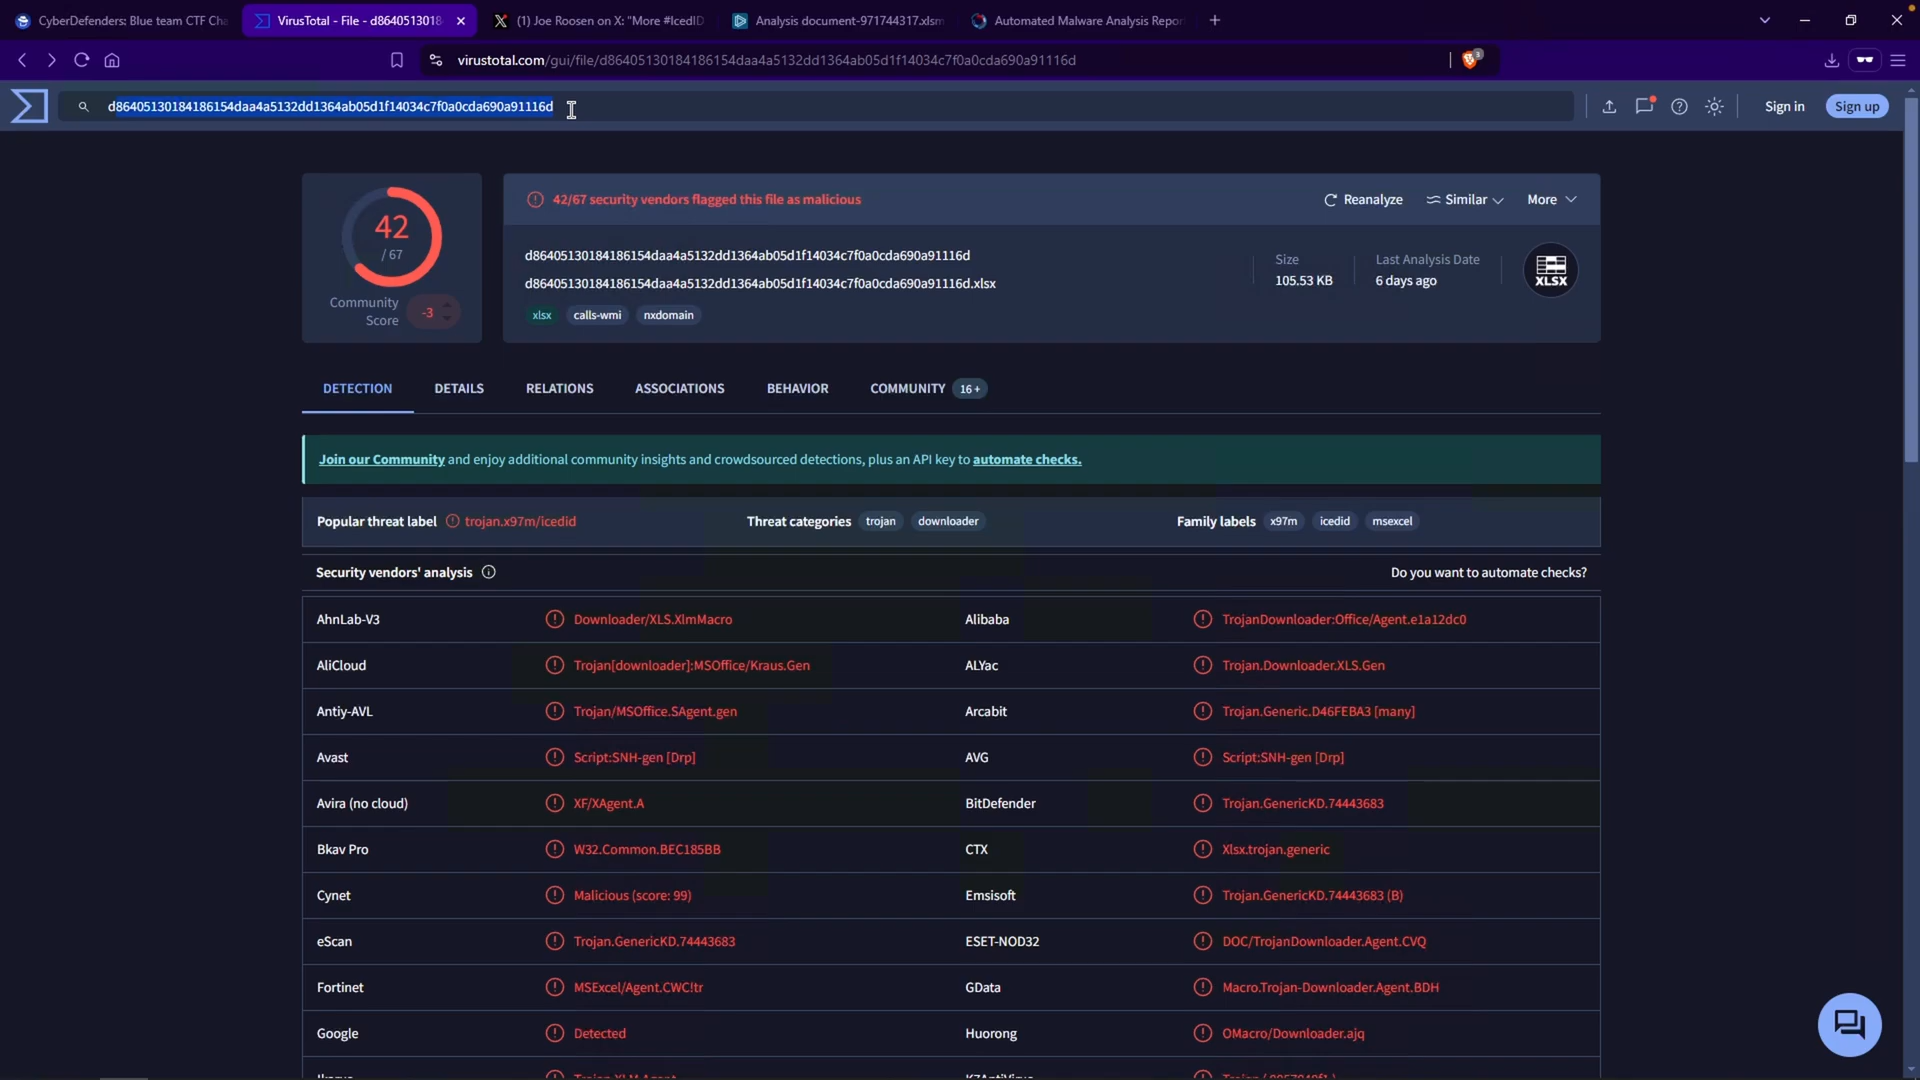 CyberDefenders: Blue team CTF Cha
VirusTotal - File - d86405130184
(1) Joe Roosen on X: "More #IcedID
Analysis document-971744317.xlsm
Automated Malware Analysis Repor
virustotal.com/gui/file/d86405130184186154daa4a5132dd1364ab05d1f14034c7f0a0cda690a91116d
3
d86405130184186154daa4a5132dd1364ab05d1f14034c7f0a0cda690a91116d
Sign in
Sign up
42
/ 67
Community
Score
-3
42/67 security vendors flagged this file as malicious
Reanalyze
Similar
More
d86405130184186154daa4a5132dd1364ab05d1f14034c7f0a0cda690a91116d
d86405130184186154daa4a5132dd1364ab05d1f14034c7f0a0cda690a91116d.xlsx
xlsx
calls-wmi
nxdomain
Size
105.53 KB
Last Analysis Date
6 days ago
XLSX
DETECTION
DETAILS
RELATIONS
ASSOCIATIONS
BEHAVIOR
COMMUNITY 16+
Join our Community and enjoy additional community insights and crowdsourced detections, plus an API key to automate checks.
Popular threat label trojan.x97m/icedid
Threat categories trojan downloader
Family labels x97m icedid msexcel
Security vendors' analysis
Do you want to automate checks?
AhnLab-V3 Downloader/XLS.XlmMacro Alibaba TrojanDownloader:Office/Agent.e1a12dc0
AliCloud Trojan[downloader]:MSOffice/Kraus.Gen ALYac Trojan.Downloader.XLS.Gen
Antiy-AVL Trojan/MSOffice.SAgent.gen Arcabit Trojan.Generic.D46FEBA3 [many]
Avast Script:SNH-gen [Drp] AVG Script:SNH-gen [Drp]
Avira (no cloud) XF/XAgent.A BitDefender Trojan.GenericKD.74443683
Bkav Pro W32.Common.BEC185BB CTX Xlsx.trojan.generic
Cynet Malicious (score: 99) Emsisoft Trojan.GenericKD.74443683 (B)
eScan Trojan.GenericKD.74443683 ESET-NOD32 DOC/TrojanDownloader.Agent.CVQ
Fortinet MSExcel/Agent.CWC!tr GData Macro.Trojan-Downloader.Agent.BDH
Google Detected Huorong OMacro/Downloader.ajq